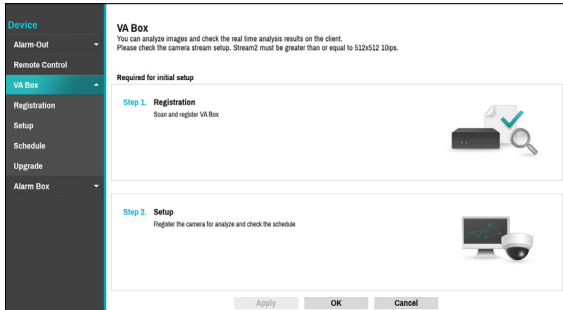 Device
Alarm-Out
Remote Control
VA Box
Registration
Setup
Schedule
Upgrade
Alarm Box
VA Box
You can analyze images and check the real time analysis results on the client.
Please check the camera stream setup. Stream2 must be greater than or equal to 512x512 10ips.
Required for initial setup
Step 1. Registration
Scan and register VA Box
Step 2. Setup
Register the camera for analyze and check the schedule
Apply OK Cancel